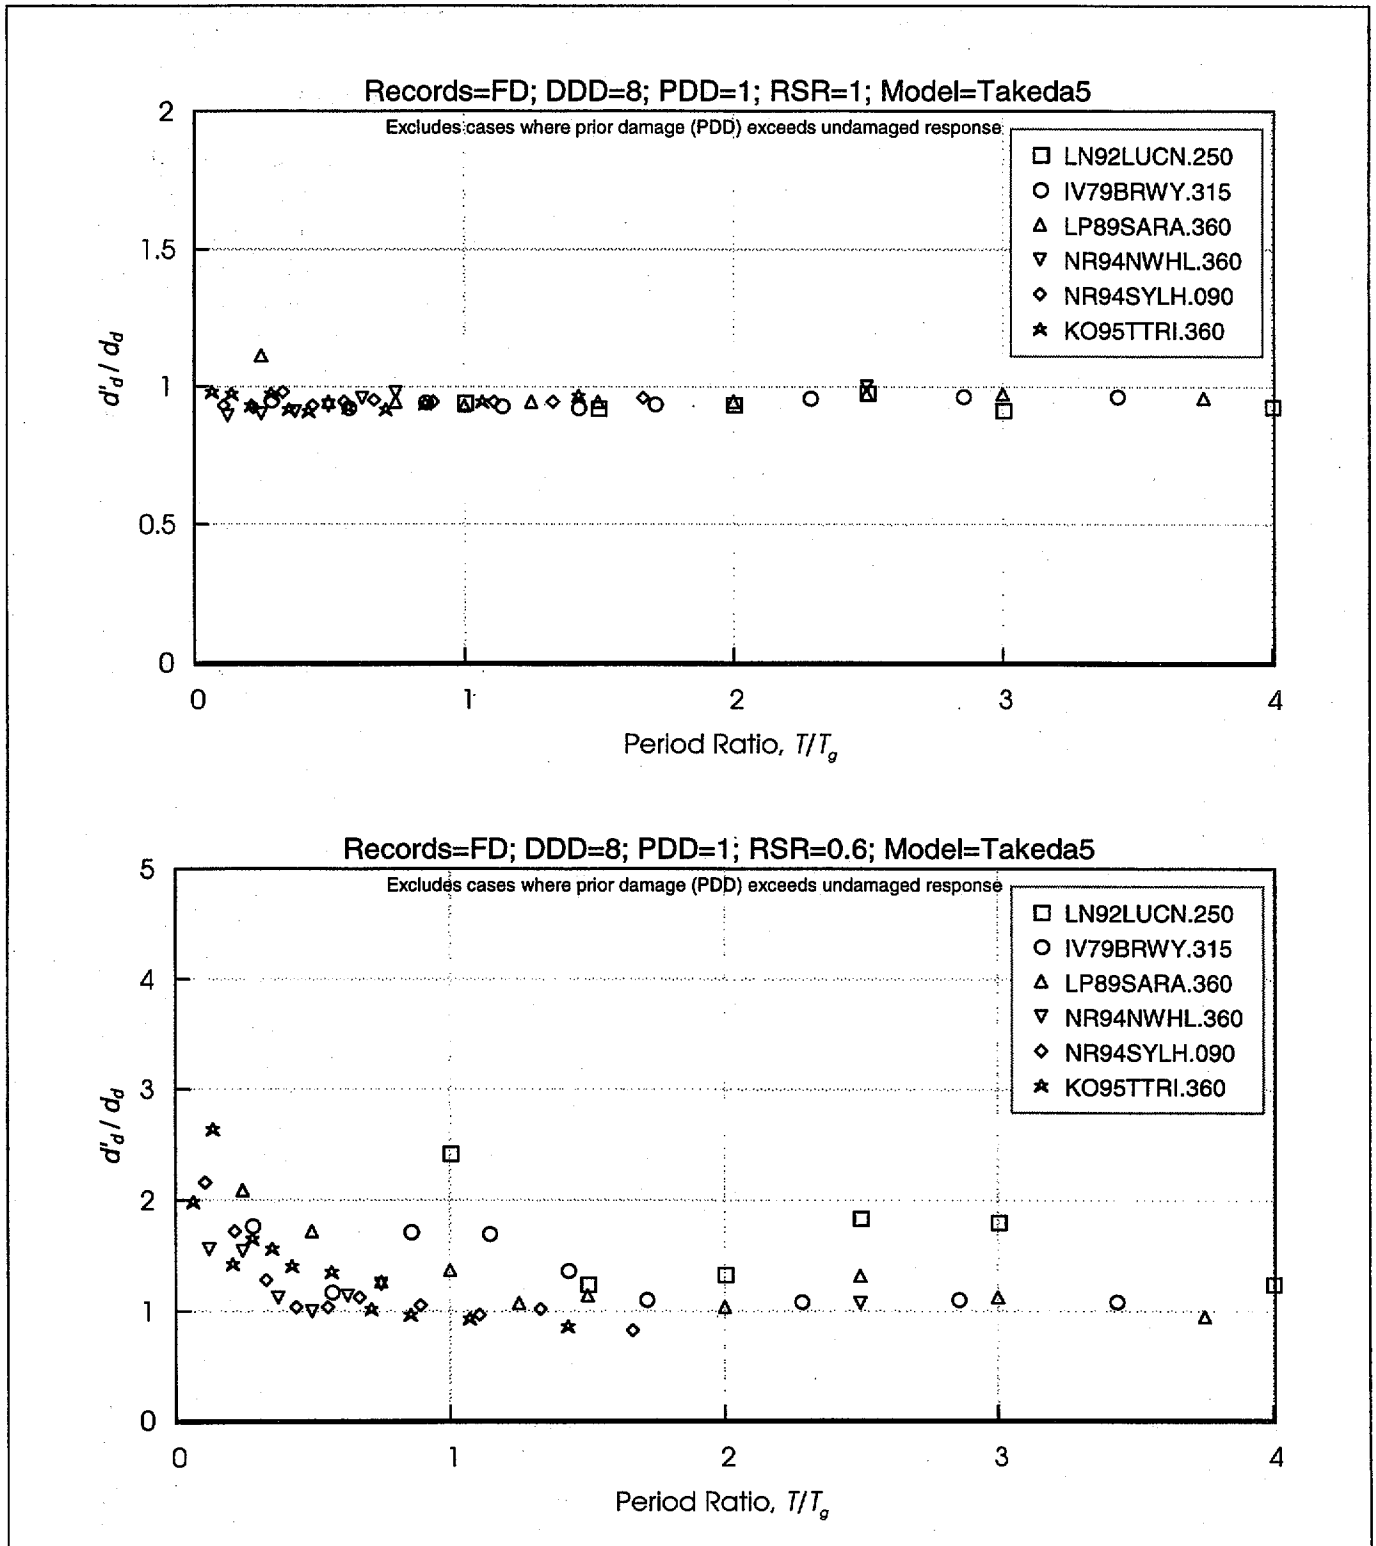 Records=FD; DDD=8; PDD=1; RSR=1; Model=Takeda5
Excludes cases where prior damage (PDD) exceeds undamaged response
2
1.5
1
0.5
0
d'd / dd
LN92LUCN.250
IV79BRWY.315
LP89SARA.360
NR94NWHL.360
NR94SYLH.090
KO95TTRI.360
0 1 2 3 4
Period Ratio, T/Tg
Records=FD; DDD=8; PDD=1; RSR=0.6; Model=Takeda5
Excludes cases where prior damage (PDD) exceeds undamaged response
5
4
3
2
1
0
d'd / dd
LN92LUCN.250
IV79BRWY.315
LP89SARA.360
NR94NWHL.360
NR94SYLH.090
KO95TTRI.360
0 1 2 3 4
Period Ratio, T/Tg